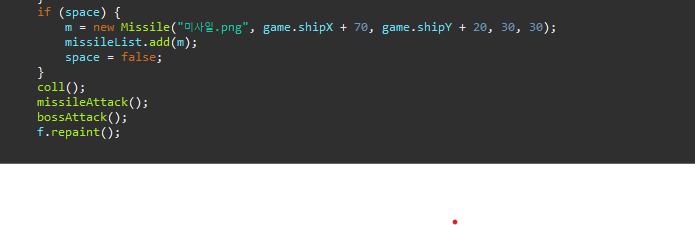 }
if (space) {
m = new Missile("미사일.png", game.shipX + 70, game.shipY + 20, 30, 30);
missileList.add(m);
space = false;
}
coll();
missileAttack();
bossAttack();
f.repaint();